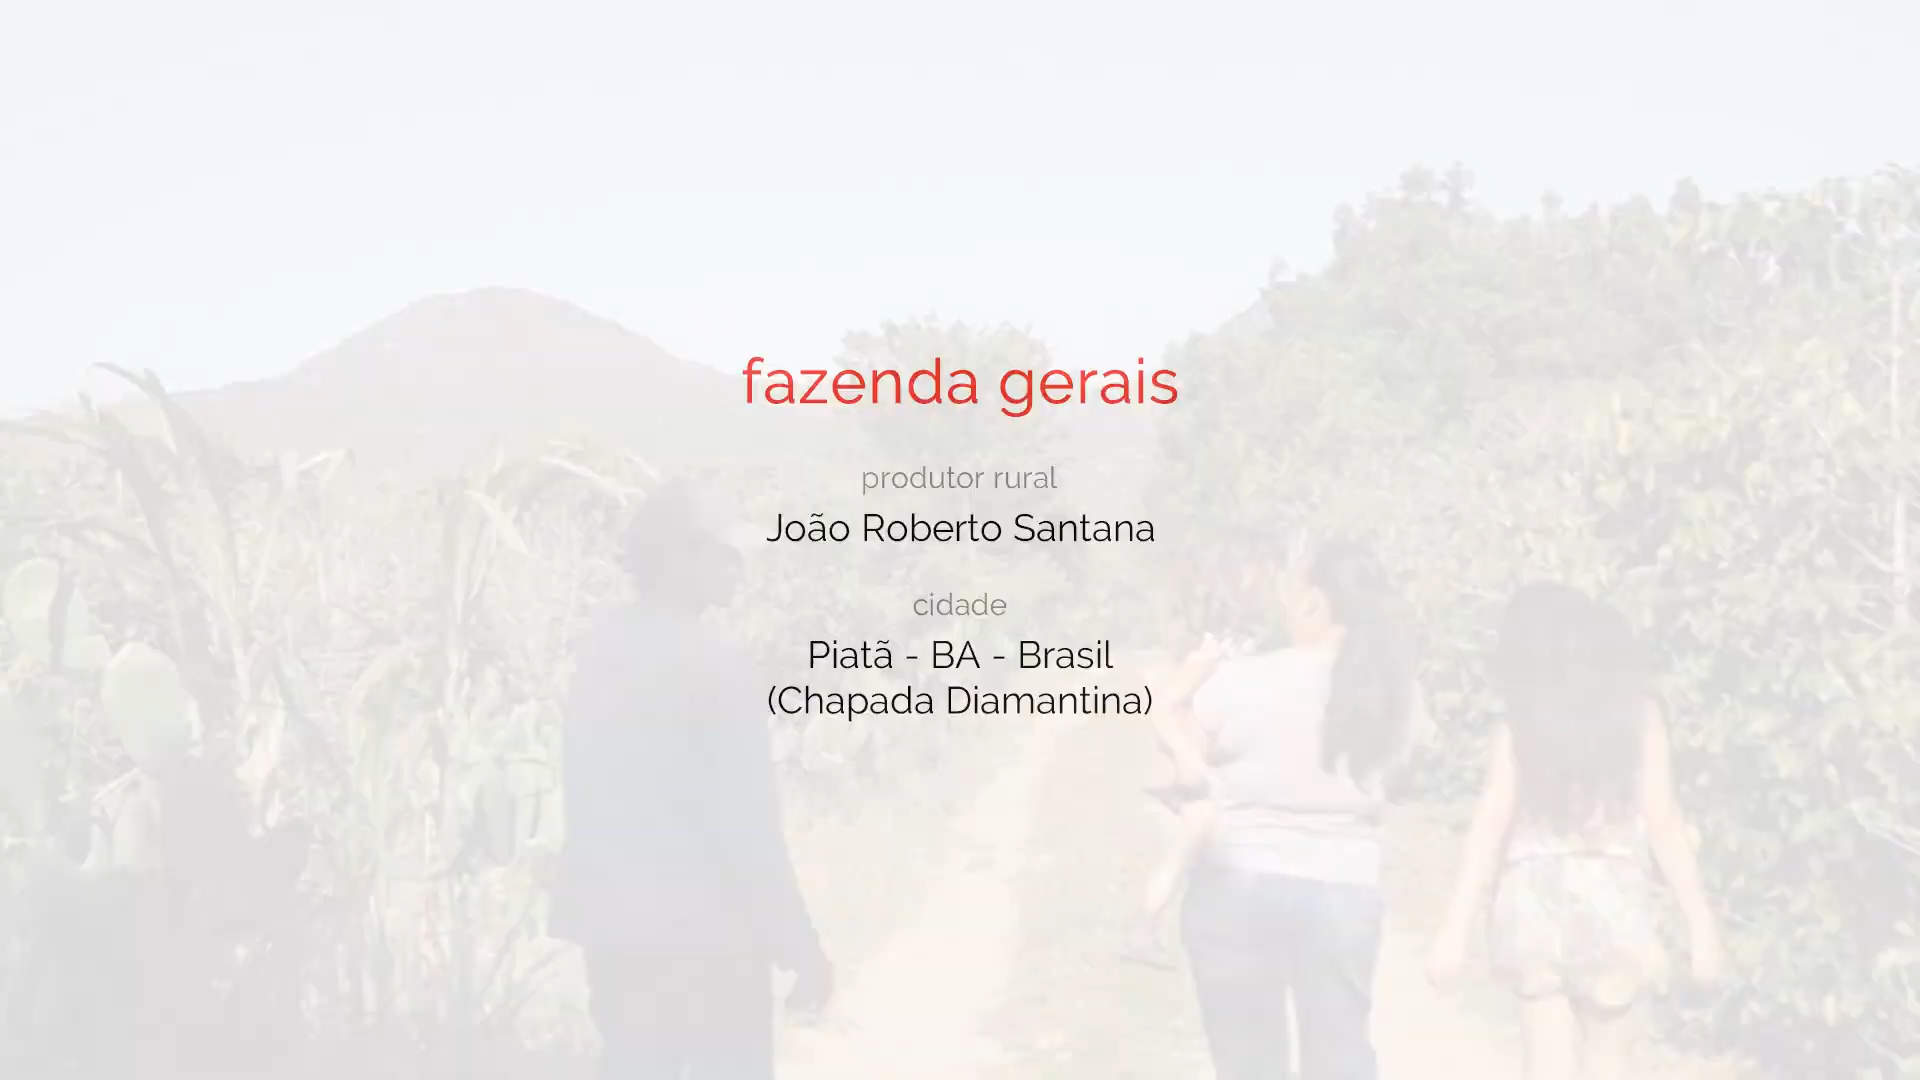 fazenda gerais
produtor rural
João Roberto Santana
cidade
Piatã - BA - Brasil
(Chapada Diamantina)